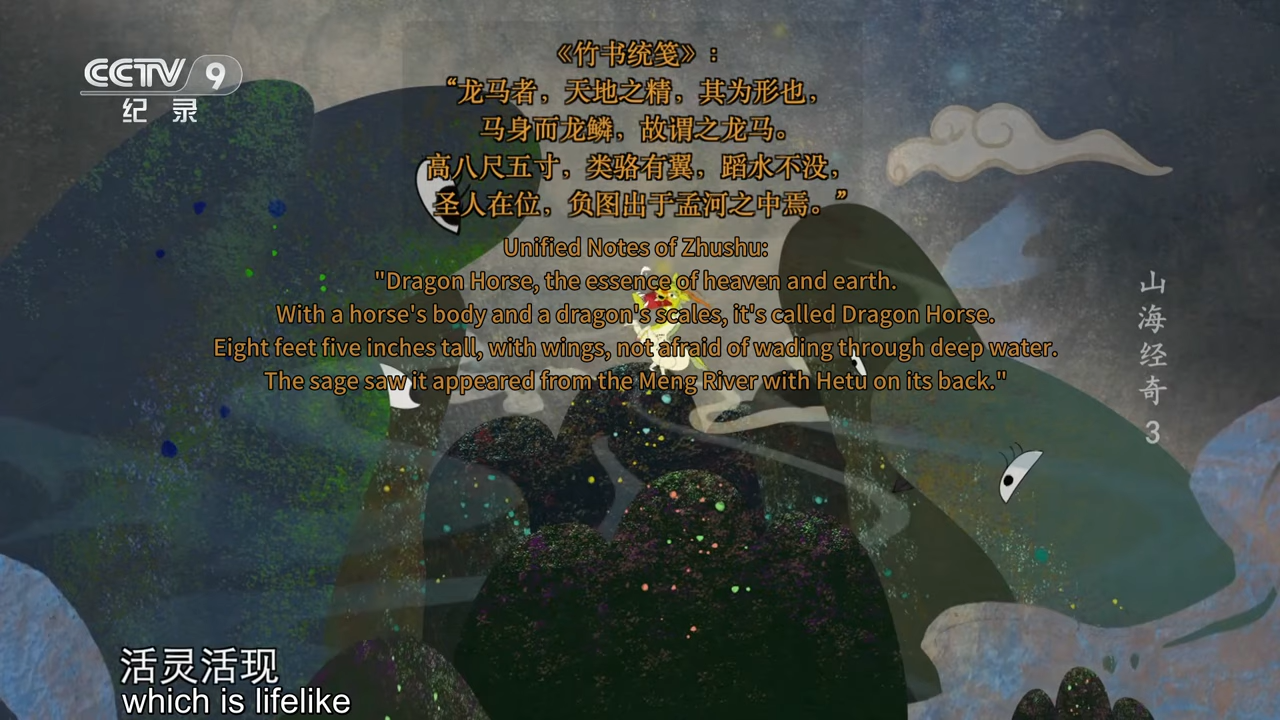 CCTV 9
纪 录
《竹书统笺》：
“龙马者，天地之精，其为形也，
马身而龙鳞，故谓之龙马。
高八尺五寸，类骆有翼，蹈水不没，
圣人在位，负图出于孟河之中焉。”
Unified Notes of Zhushu:
"Dragon Horse, the essence of heaven and earth.
With a horse's body and a dragon's scales, it's called Dragon Horse.
Eight feet five inches tall, with wings, not afraid of wading through deep water.
The sage saw it appeared from the Meng River with Hetu on its back."
山海经奇3
活灵活现
which is lifelike